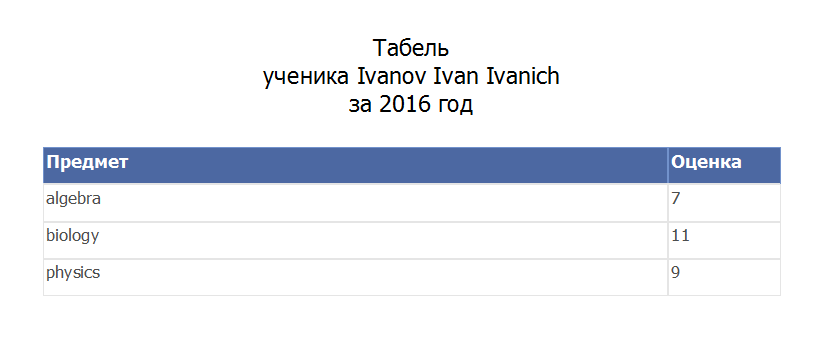 Табель
ученика Ivanov Ivan Ivanich
за 2016 год
Предмет Оценка
algebra 7
biology 11
physics 9